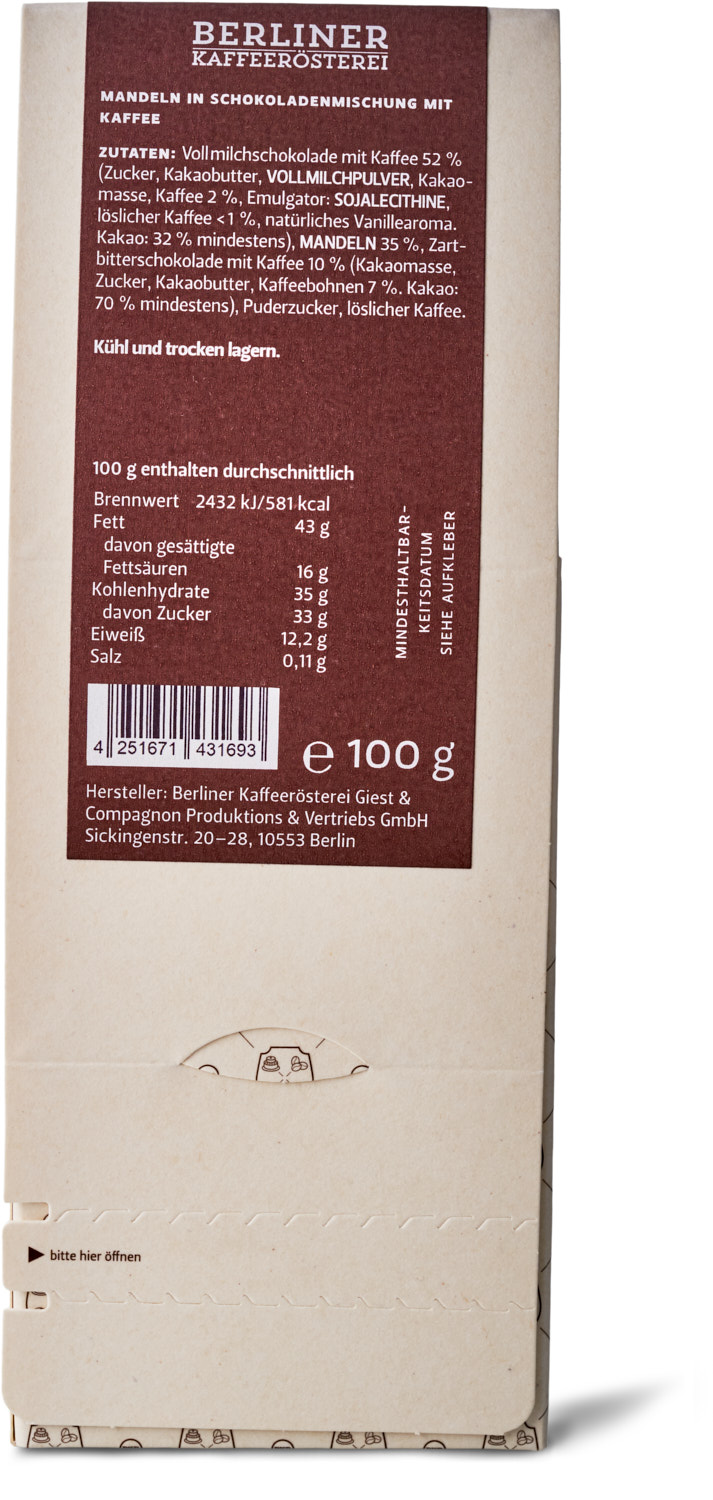 BERLINER
KAFFEERÖSTEREI
MANDELN IN SCHOKOLADENMISCHUNG MIT
KAFFEE
ZUTATEN: Vollmilchschokolade mit Kaffee 52 %
(Zucker, Kakaobutter, VOLLMILCHPULVER, Kakao-
masse, Kaffee 2 %, Emulgator: SOJALECITHINE,
löslicher Kaffee <1 %, natürliches Vanillearoma.
Kakao: 32 % mindestens), MANDELN 35 %, Zart-
bitterschokolade mit Kaffee 10 % (Kakaomasse,
Zucker, Kakaobutter, Kaffeebohnen 7 %. Kakao:
70 % mindestens), Puderzucker, löslicher Kaffee.
Kühl und trocken lagern.
100 g enthalten durchschnittlich
Brennwert 2432 kJ/581 kcal
Fett 43 g
davon gesättigte
Fettsäuren 16 g
Kohlenhydrate 35 g
davon Zucker 33 g
Eiweiß 12,2 g
Salz 0,11 g
MINDESTHALTBAR-
KEITSDATUM
SIEHE AUFKLEBER
4 251671 431693
℮ 100 g
Hersteller: Berliner Kaffeerösterei Giest &
Compagnon Produktions & Vertriebs GmbH
Sickingenstr. 20–28, 10553 Berlin
bitte hier öffnen